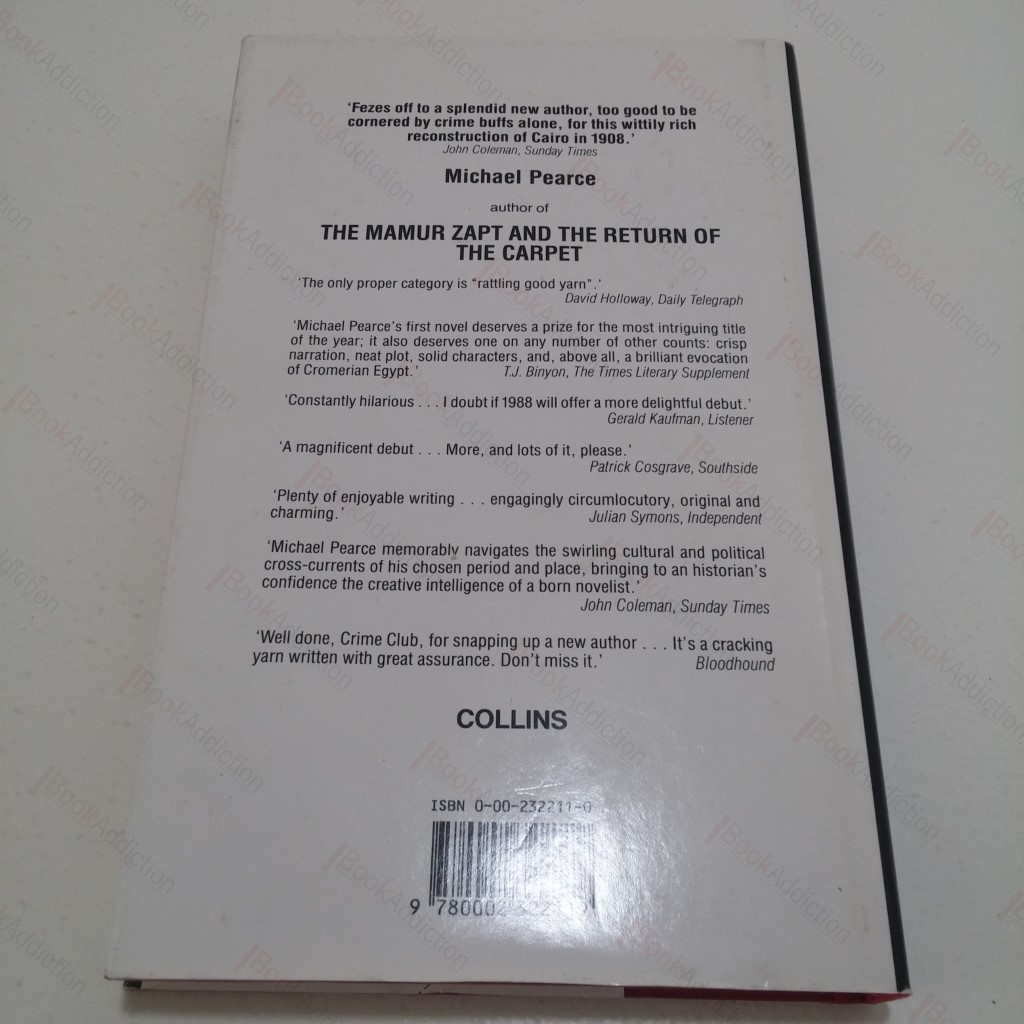 'Fezes off to a splendid new author, too good to be
cornered by crime buffs alone, for this wittily rich
reconstruction of Cairo in 1908.'
John Coleman, Sunday Times
Michael Pearce
author of
THE MAMUR ZAPT AND THE RETURN OF
THE CARPET
'The only proper category is "rattling good yarn".'
David Holloway, Daily Telegraph
'Michael Pearce's first novel deserves a prize for the most intriguing title
of the year; it also deserves one on any number of other counts: crisp
narration, neat plot, solid characters, and, above all, a brilliant evocation
of Cromerian Egypt.' T.J. Binyon, The Times Literary Supplement
'Constantly hilarious . . . I doubt if 1988 will offer a more delightful debut.'
Gerald Kaufman, Listener
'A magnificent debut . . . More, and lots of it, please.'
Patrick Cosgrave, Southside
'Plenty of enjoyable writing . . . engagingly circumlocutory, original and
charming.' Julian Symons, Independent
'Michael Pearce memorably navigates the swirling cultural and political
cross-currents of his chosen period and place, bringing to an historian's
confidence the creative intelligence of a born novelist.'
John Coleman, Sunday Times
'Well done, Crime Club, for snapping up a new author . . . It's a cracking
yarn written with great assurance. Don't miss it.' Bloodhound
COLLINS
ISBN 0-00-232211-0
9 780002
BookAddiction